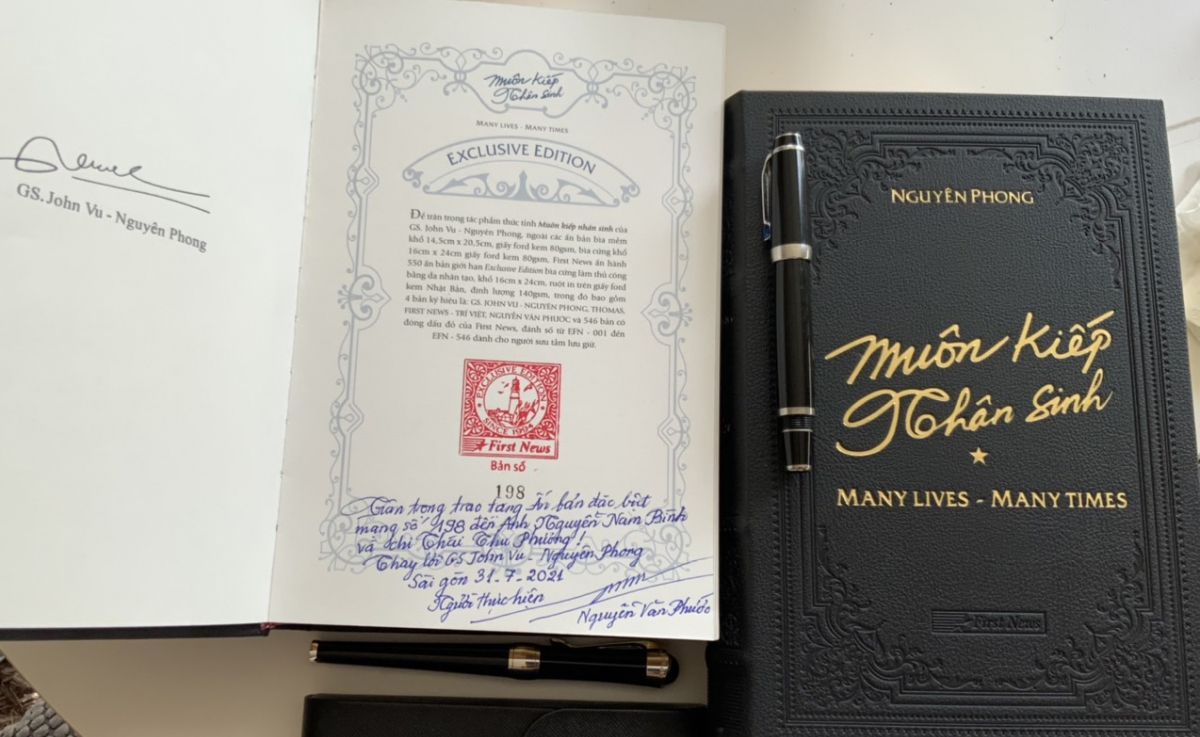 GS. John Vu - Nguyên Phong
Muôn Kiếp
Nhân Sinh
MANY LIVES - MANY TIMES
EXCLUSIVE EDITION
Để trân trọng tác phẩm thức tỉnh Muôn kiếp nhân sinh của
GS. John Vu - Nguyên Phong, ngoài các ấn bản bìa mềm
khổ 14,5cm x 20,5cm, giấy ford kem 80gsm, bìa cứng khổ
16cm x 24cm giấy ford kem 80gsm, First News ấn hành
550 ấn bản giới hạn Exclusive Edition bìa cứng làm thủ công
bằng da nhân tạo, khổ 16cm x 24cm, ruột in trên giấy ford
kem Nhật Bản, định lượng 140gsm, trong đó bao gồm
4 bản ký hiệu là: GS. JOHN VU - NGUYÊN PHONG, THOMAS,
FIRST NEWS - TRÍ VIỆT, NGUYỄN VĂN PHƯỚC và 546 bản có
đóng dấu đỏ của First News, đánh số từ EFN - 001 đến
EFN - 546 dành cho người sưu tầm lưu giữ.
EXCLUSIVE EDITION
SINCE 1994
First News
Bản số
198
Trân trọng trao tặng Ấn bản đặc biệt
mang số 198 đến Anh Nguyễn Nam Bình
và chị Thái Thu Phương!
Thay lời GS John Vu - Nguyên Phong
Sài gòn 31.7.2021
Người thực hiện
Nguyễn Văn Phước
NGUYÊN PHONG
Muôn Kiếp
Nhân Sinh
MANY LIVES - MANY TIMES
First News